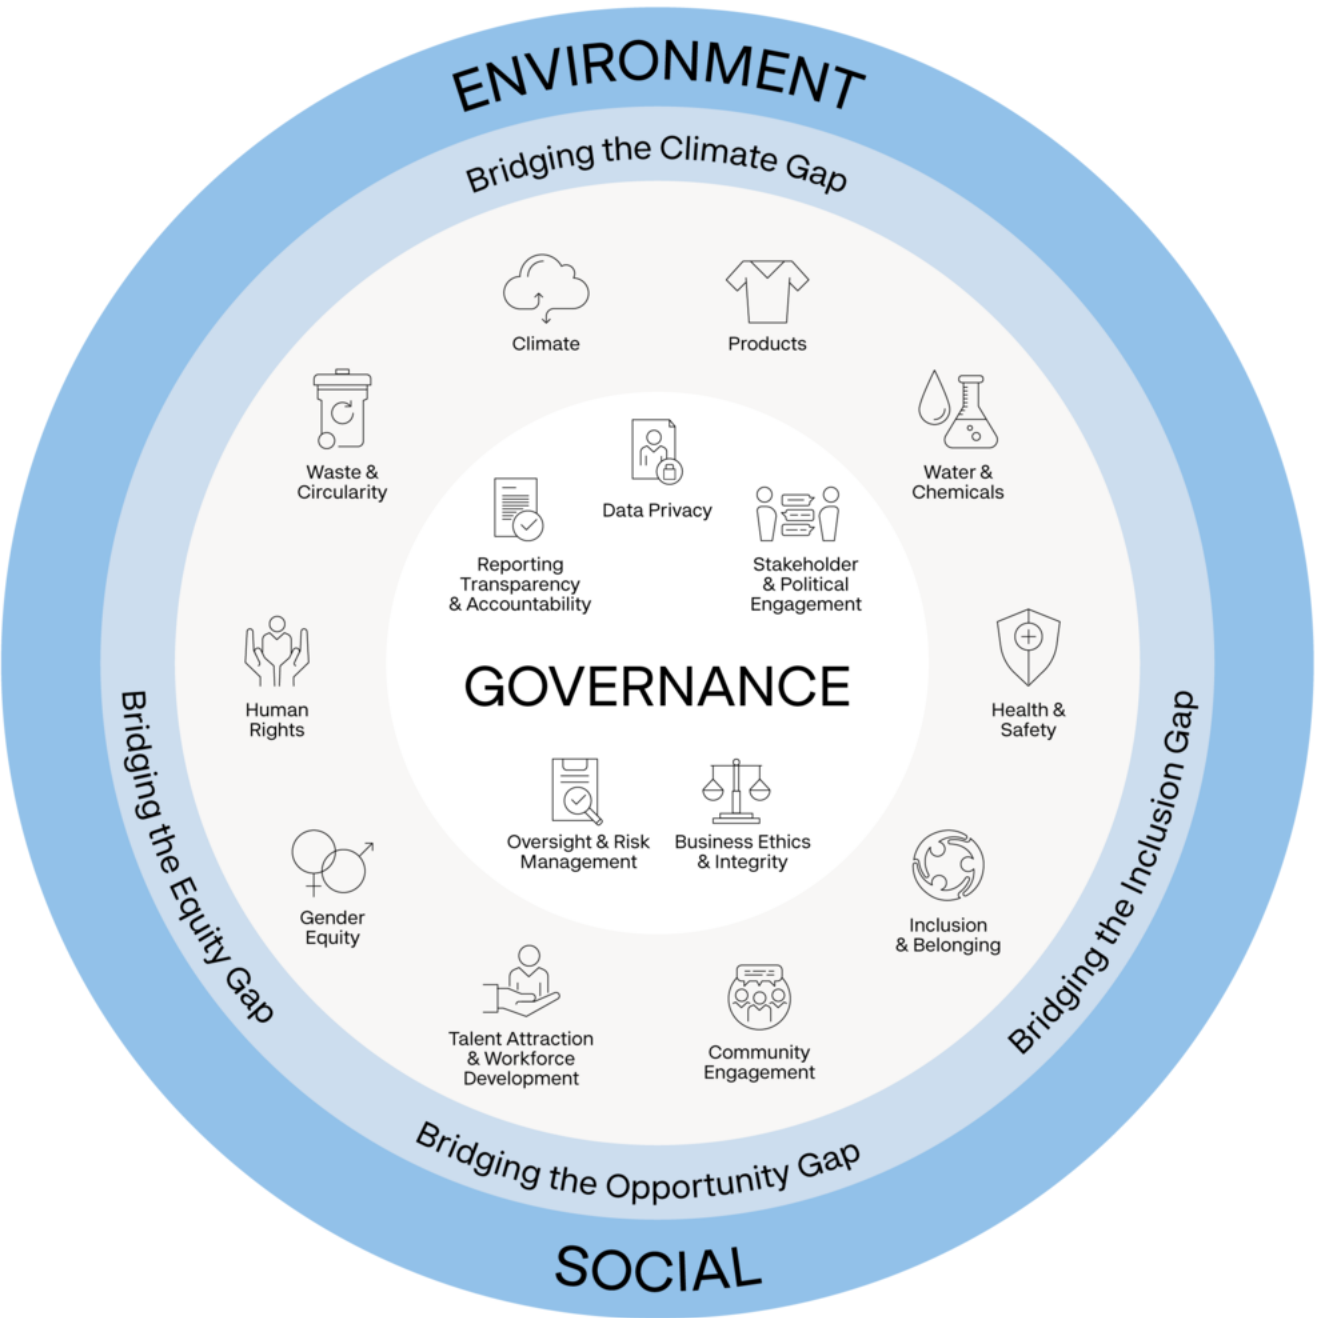 ENVIRONMENT
Bridging the Climate Gap
Climate
Products
Waste &
Circularity
Water &
Chemicals
Data Privacy
Reporting
Transparency
& Accountability
Stakeholder
& Political
Engagement
GOVERNANCE
Human
Rights
Health &
Safety
Oversight & Risk
Management
Business Ethics
& Integrity
Gender
Equity
Inclusion
& Belonging
Talent Attraction
& Workforce
Development
Community
Engagement
Bridging the Equity Gap
Bridging the Inclusion Gap
Bridging the Opportunity Gap
SOCIAL